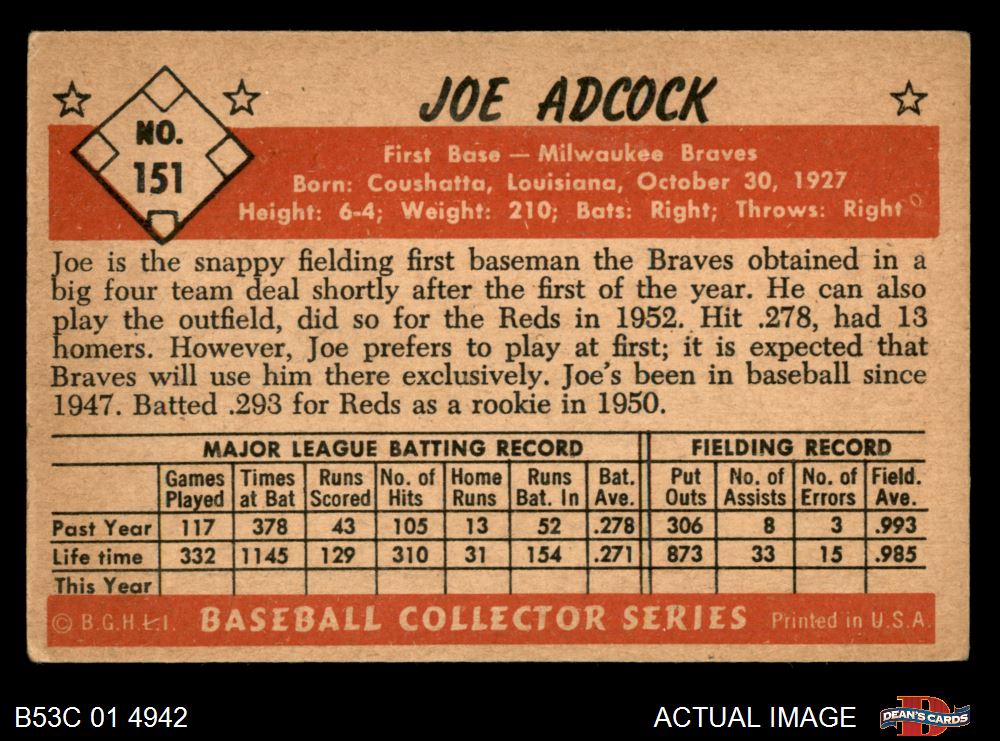 JOE ADCOCK
NO.
151
First Base — Milwaukee Braves
Born: Coushatta, Louisiana, October 30, 1927
Height: 6-4; Weight: 210; Bats: Right; Throws: Right
Joe is the snappy fielding first baseman the Braves obtained in a
big four team deal shortly after the first of the year. He can also
play the outfield, did so for the Reds in 1952. Hit .278, had 13
homers. However, Joe prefers to play at first; it is expected that
Braves will use him there exclusively. Joe's been in baseball since
1947. Batted .293 for Reds as a rookie in 1950.
MAJOR LEAGUE BATTING RECORD FIELDING RECORD
Games Times Runs No. of Home Runs Bat. Put No. of No. of Field.
Played at Bat Scored Hits Runs Bat. In Ave. Outs Assists Errors Ave.
Past Year 117 378 43 105 13 52 .278 306 8 3 .993
Life time 332 1145 129 310 31 154 .271 873 33 15 .985
This Year
© B.G.H.L.I. BASEBALL COLLECTOR SERIES Printed in U.S.A.
B53C 01 4942 ACTUAL IMAGE DEAN'S CARDS